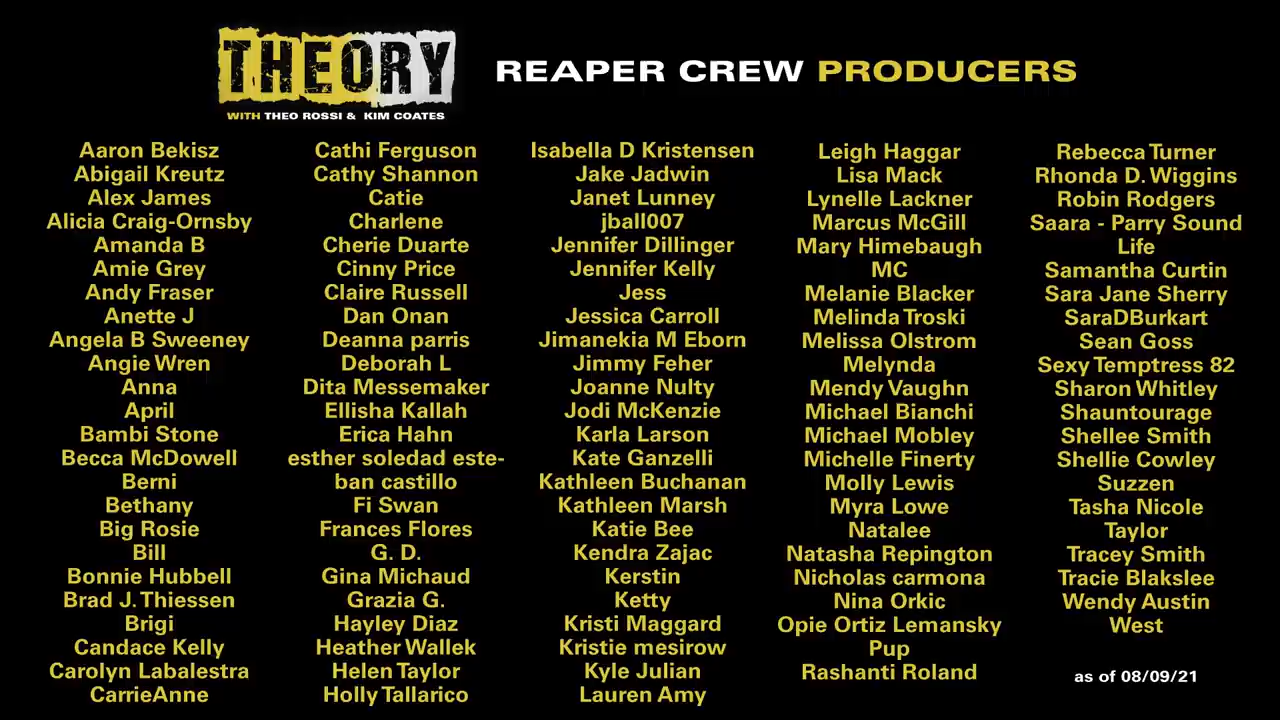 THEORY
WITH THEO ROSSI & KIM COATES
REAPER CREW PRODUCERS
Aaron Bekisz
Abigail Kreutz
Alex James
Alicia Craig-Ornsby
Amanda B
Amie Grey
Andy Fraser
Anette J
Angela B Sweeney
Angie Wren
Anna
April
Bambi Stone
Becca McDowell
Berni
Bethany
Big Rosie
Bill
Bonnie Hubbell
Brad J. Thiessen
Brigi
Candace Kelly
Carolyn Labalestra
CarrieAnne
Cathi Ferguson
Cathy Shannon
Catie
Charlene
Cherie Duarte
Cinny Price
Claire Russell
Dan Onan
Deanna parris
Deborah L
Dita Messemaker
Ellisha Kallah
Erica Hahn
esther soledad este-
ban castillo
Fi Swan
Frances Flores
G. D.
Gina Michaud
Grazia G.
Hayley Diaz
Heather Wallek
Helen Taylor
Holly Tallarico
Isabella D Kristensen
Jake Jadwin
Janet Lunney
jball007
Jennifer Dillinger
Jennifer Kelly
Jess
Jessica Carroll
Jimanekia M Eborn
Jimmy Feher
Joanne Nulty
Jodi McKenzie
Karla Larson
Kate Ganzelli
Kathleen Buchanan
Kathleen Marsh
Katie Bee
Kendra Zajac
Kerstin
Ketty
Kristi Maggard
Kristie mesirow
Kyle Julian
Lauren Amy
Leigh Haggar
Lisa Mack
Lynelle Lackner
Marcus McGill
Mary Himebaugh
MC
Melanie Blacker
Melinda Troski
Melissa Olstrom
Melynda
Mendy Vaughn
Michael Bianchi
Michael Mobley
Michelle Finerty
Molly Lewis
Myra Lowe
Natalee
Natasha Repington
Nicholas carmona
Nina Orkic
Opie Ortiz Lemansky
Pup
Rashanti Roland
Rebecca Turner
Rhonda D. Wiggins
Robin Rodgers
Saara - Parry Sound
Life
Samantha Curtin
Sara Jane Sherry
SaraDBurkart
Sean Goss
Sexy Temptress 82
Sharon Whitley
Shauntourage
Shellee Smith
Shellie Cowley
Suzzen
Tasha Nicole
Taylor
Tracey Smith
Tracie Blakslee
Wendy Austin
West
as of 08/09/21